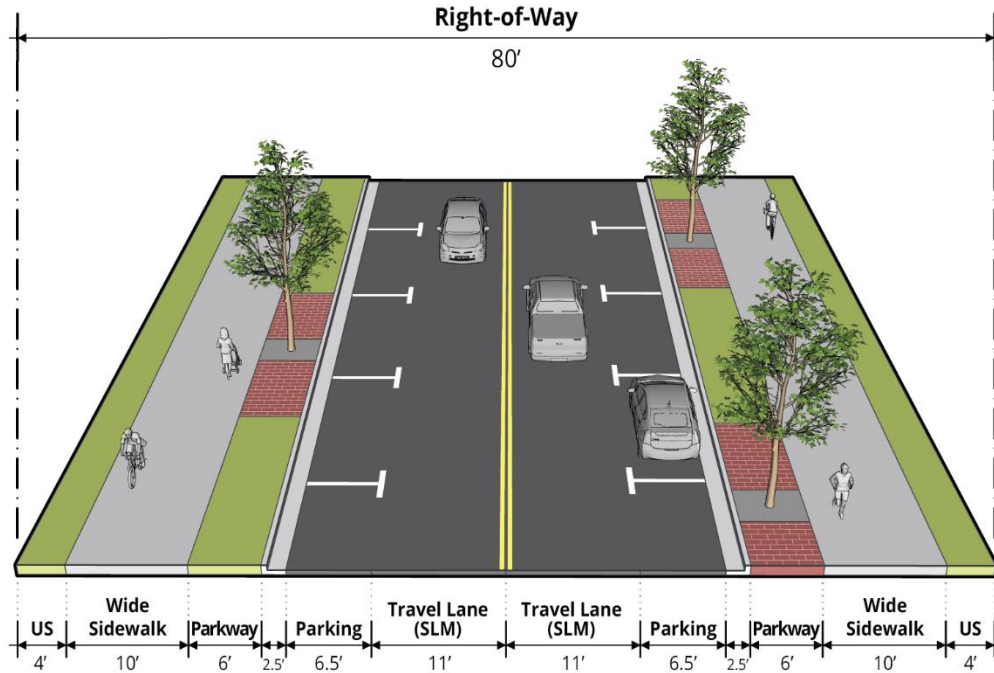 Right-of-Way
80’
US
Wide
Sidewalk
Parkway
Parking
Travel Lane
(SLM)
Travel Lane
(SLM)
Parking
Parkway
Wide
Sidewalk
US
4’ 10’ 6’ 2.5’ 6.5’ 11’ 11’ 6.5’ 2.5’ 6’ 10’ 4’